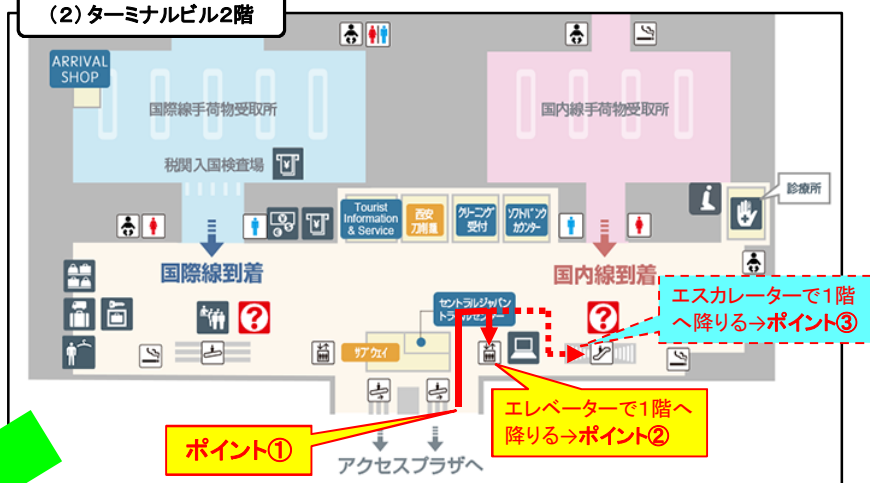 (2)ターミナルビル2階
ARRIVAL
SHOP
国際線手荷物受取所
国内線手荷物受取所
税関入国検査場
診療所
Tourist
Information
& Service
クリーニング
受付
ソフトバンク
カウンター
国際線到着
国内線到着
エスカレーターで1階
へ降りる→ポイント③
セントラルジャパン
トラベルセンター
サブウェイ
エレベーターで1階へ
降りる→ポイント②
ポイント①
アクセスプラザへ